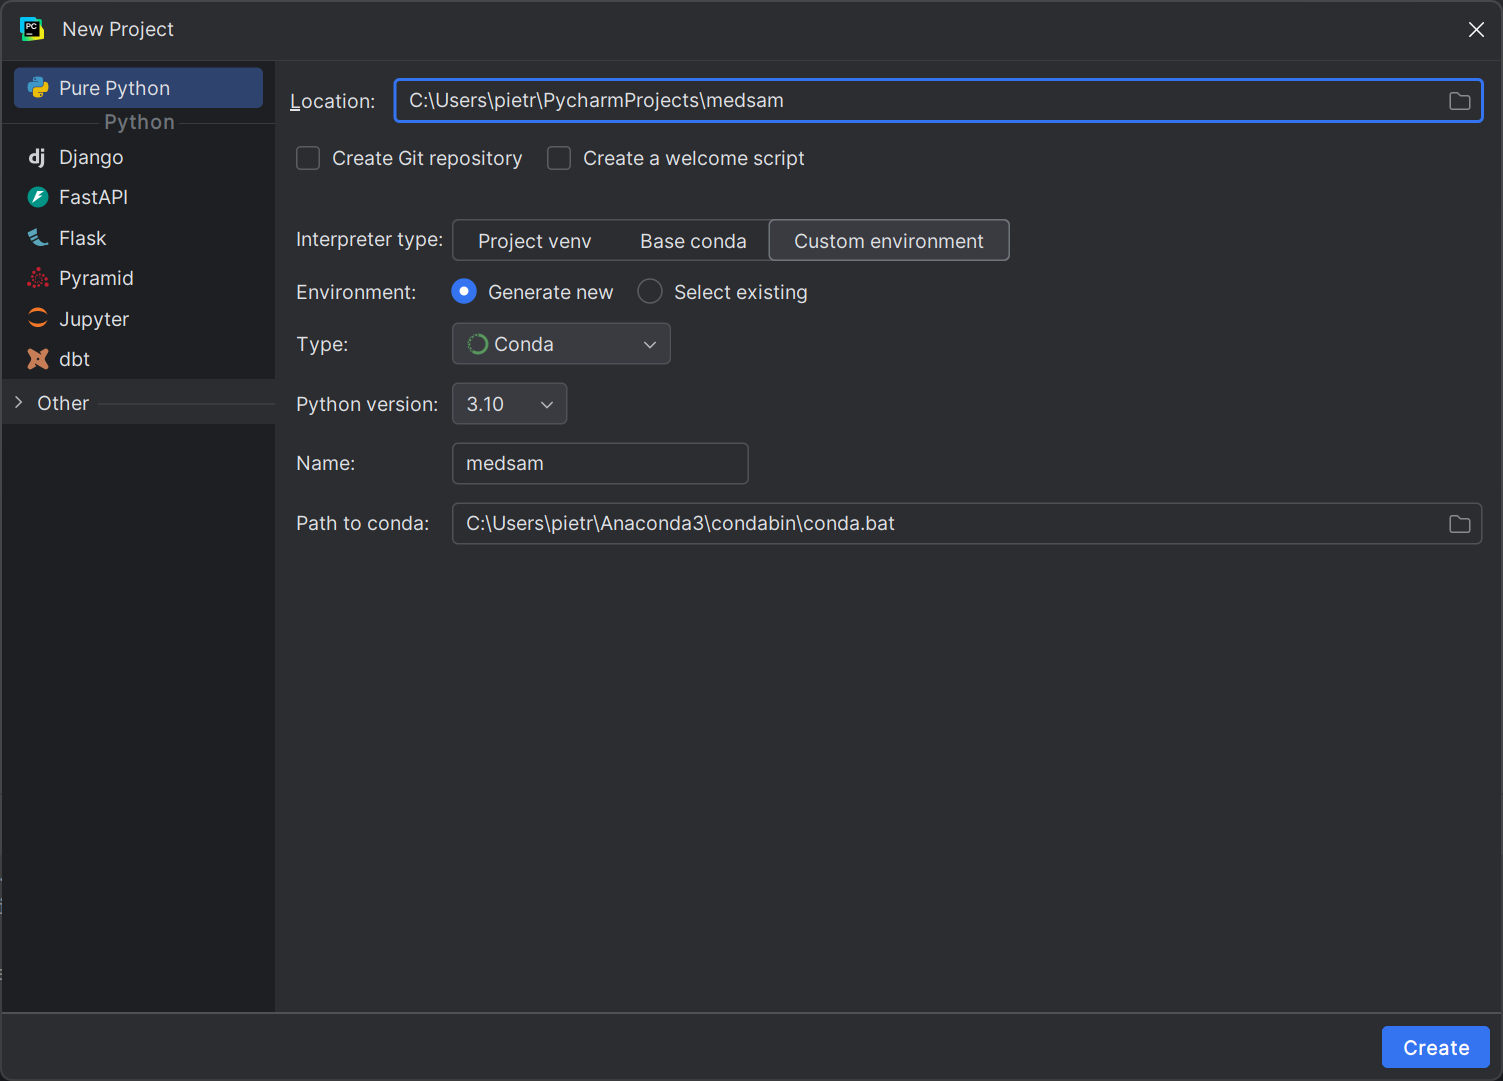 New Project
Pure Python
Python
Django
FastAPI
Flask
Pyramid
Jupyter
dbt
Other
Location: C:\Users\pietr\PycharmProjects\medsam
Create Git repository Create a welcome script
Interpreter type: Project venv Base conda Custom environment
Environment: Generate new Select existing
Type: Conda
Python version: 3.10
Name: medsam
Path to conda: C:\Users\pietr\Anaconda3\condabin\conda.bat
Create